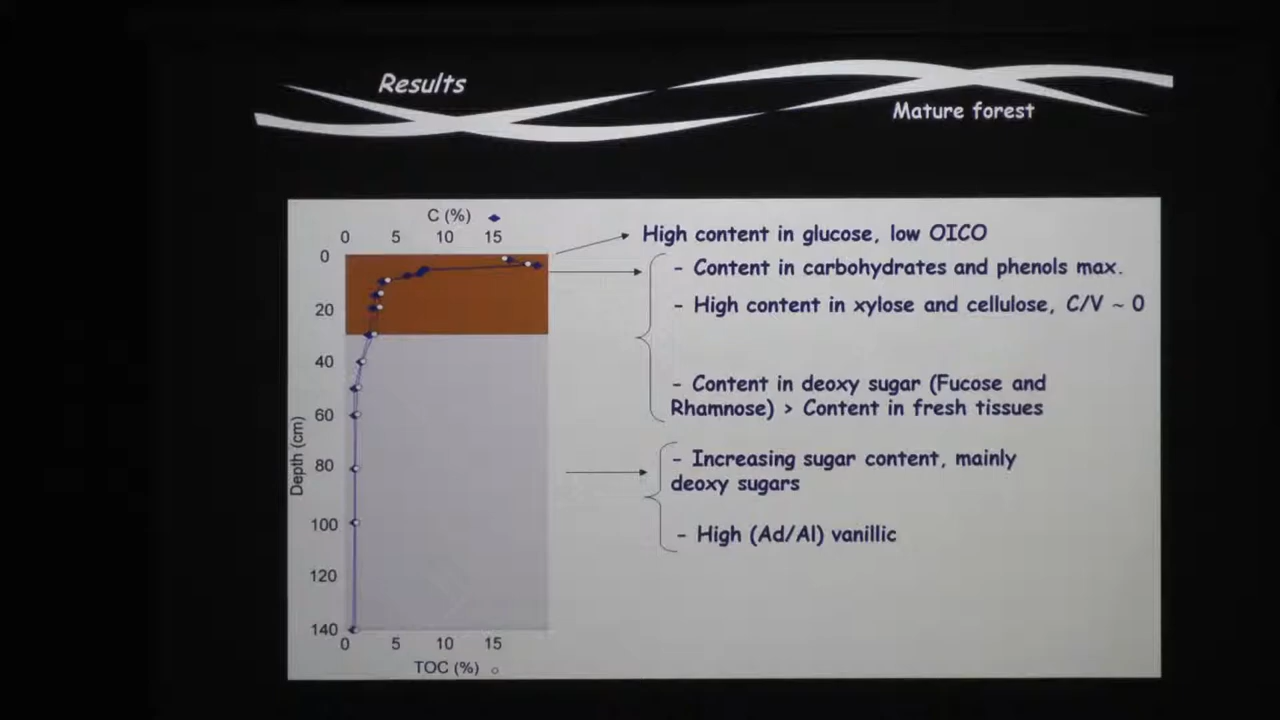 Results
Mature forest
C (%)
0 5 10 15
0
20
40
60
80
100
120
140
Depth (cm)
0 5 10 15
TOC (%)
High content in glucose, low OICO
- Content in carbohydrates and phenols max.
- High content in xylose and cellulose, C/V ~ 0
- Content in deoxy sugar (Fucose and
Rhamnose) > Content in fresh tissues
- Increasing sugar content, mainly
deoxy sugars
- High (Ad/Al) vanillic